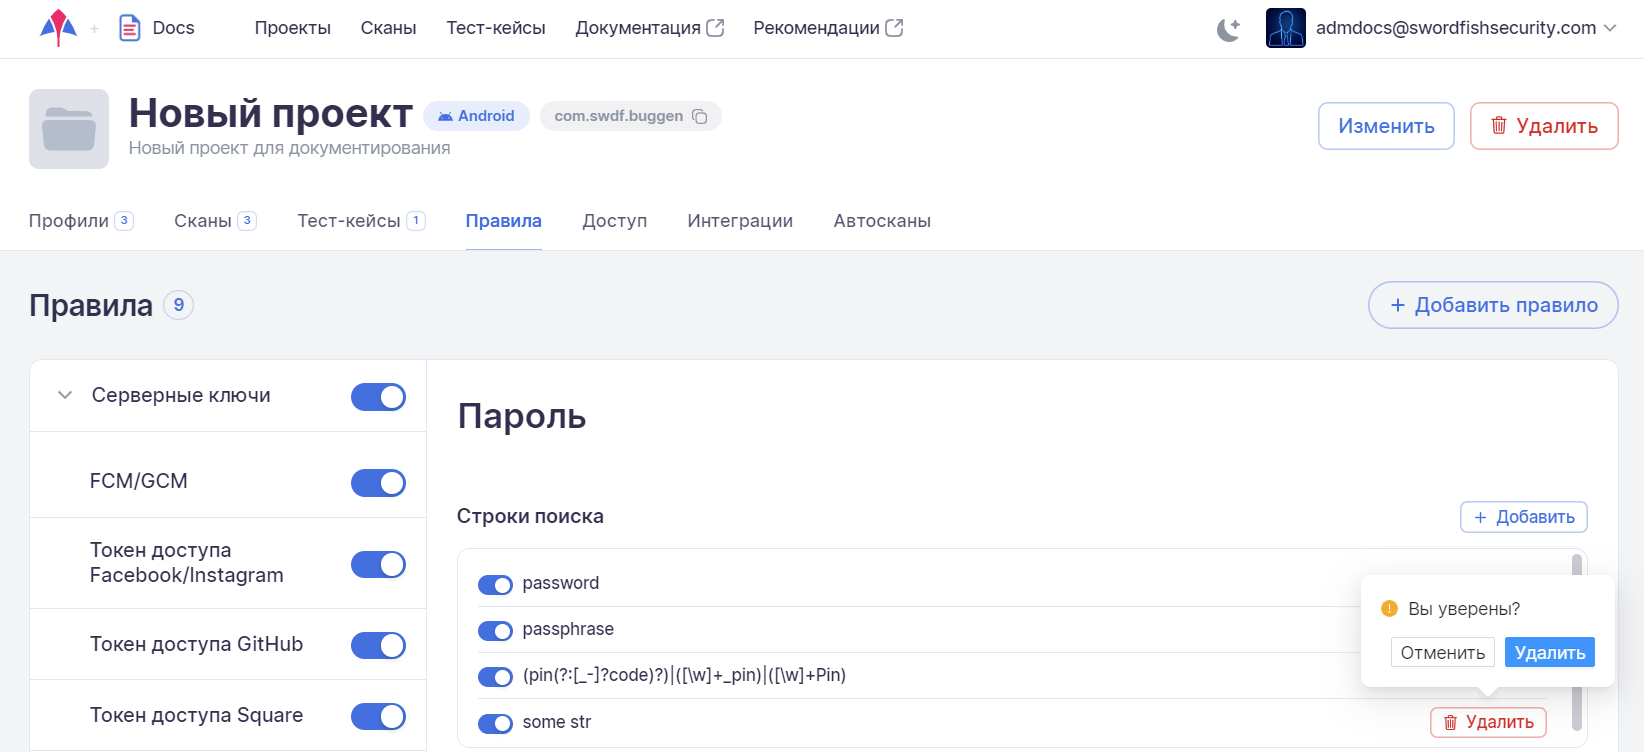 Docs
Проекты
Сканы
Тест-кейсы
Документация
Рекомендации
admdocs@swordfishsecurity.com
Новый проект
Android
com.swdf.buggen
Новый проект для документирования
Изменить
Удалить
Профили 3
Сканы 3
Тест-кейсы 1
Правила
Доступ
Интеграции
Автосканы
Правила 9
+ Добавить правило
Серверные ключи
FCM/GCM
Токен доступа
Facebook/Instagram
Токен доступа GitHub
Токен доступа Square
Пароль
Строки поиска
+ Добавить
password
passphrase
(pin(?:[_-]?code)?)|([\w]+_pin)|([\w]+Pin)
some str
Вы уверены?
Отменить
Удалить
Удалить